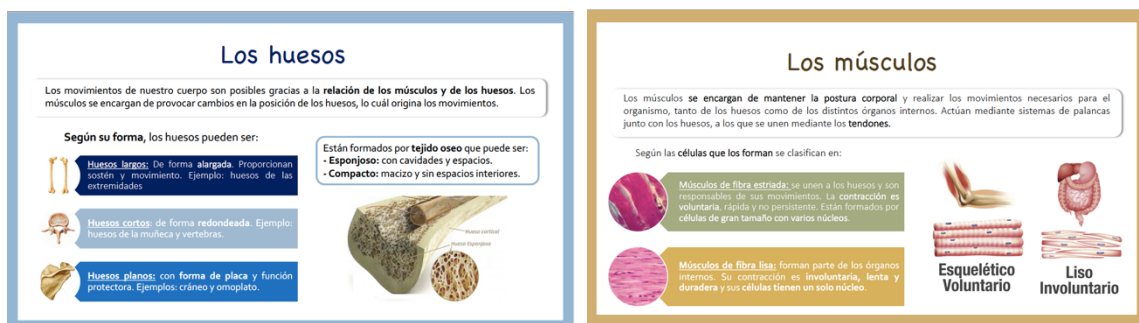 Los huesos
Los movimientos de nuestro cuerpo son posibles gracias a la relación de los músculos y de los huesos. Los
músculos se encargan de provocar cambios en la posición de los huesos, lo cuál origina los movimientos.
Según su forma, los huesos pueden ser:
Huesos largos: De forma alargada. Proporcionan
sostén y movimiento. Ejemplo: huesos de las
extremidades
Huesos cortos: de forma redondeada. Ejemplo:
huesos de la muñeca y vertebras.
Huesos planos: con forma de placa y función
protectora. Ejemplos: cráneo y omoplato.
Están formados por tejido oseo que puede ser:
- Esponjoso: con cavidades y espacios.
- Compacto: macizo y sin espacios interiores.
Hueso cortical
Hueso Esponjoso
Los músculos
Los músculos se encargan de mantener la postura corporal y realizar los movimientos necesarios para el
organismo, tanto de los huesos como de los distintos órganos internos. Actúan mediante sistemas de palancas
junto con los huesos, a los que se unen mediante los tendones.
Según las células que los forman se clasifican en:
Músculos de fibra estriada: se unen a los huesos y son
responsables de sus movimientos. La contracción es
voluntaria, rápida y no persistente. Están formados por
células de gran tamaño con varios núcleos.
Músculos de fibra lisa: forman parte de los órganos
internos. Su contracción es involuntaria, lenta y
duradera y sus células tienen un solo núcleo.
Esquelético
Voluntario
Liso
Involuntario